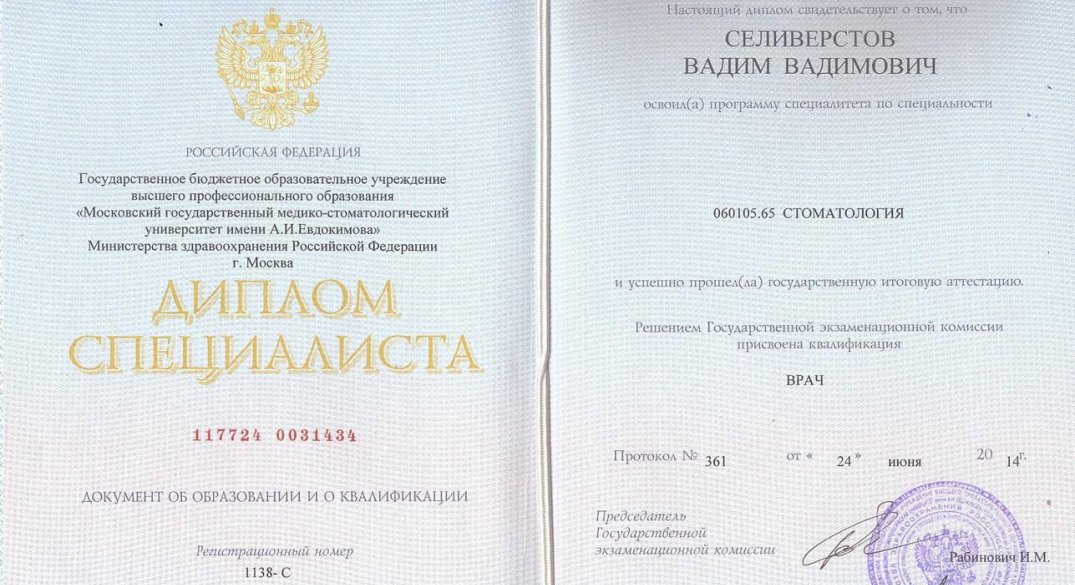 РОССИЙСКАЯ ФЕДЕРАЦИЯ
Государственное бюджетное образовательное учреждение
высшего профессионального образования
«Московский государственный медико-стоматологический
университет имени А.И.Евдокимова»
Министерства здравоохранения Российской Федерации
г. Москва
ДИПЛОМ
СПЕЦИАЛИСТА
117724 0031434
ДОКУМЕНТ ОБ ОБРАЗОВАНИИ И О КВАЛИФИКАЦИИ
Регистрационный номер
1138- С
Настоящий диплом свидетельствует о том, что
СЕЛИВЕРСТОВ
ВАДИМ ВАДИМОВИЧ
освоил(а) программу специалитета по специальности
060105.65 СТОМАТОЛОГИЯ
и успешно прошел(ла) государственную итоговую аттестацию.
Решением Государственной экзаменационной комиссии
присвоена квалификация
ВРАЧ
Протокол № 361 от « 24 » июня 20 14 г.
Председатель
Государственной
экзаменационной комиссии
Рабинович И.М.